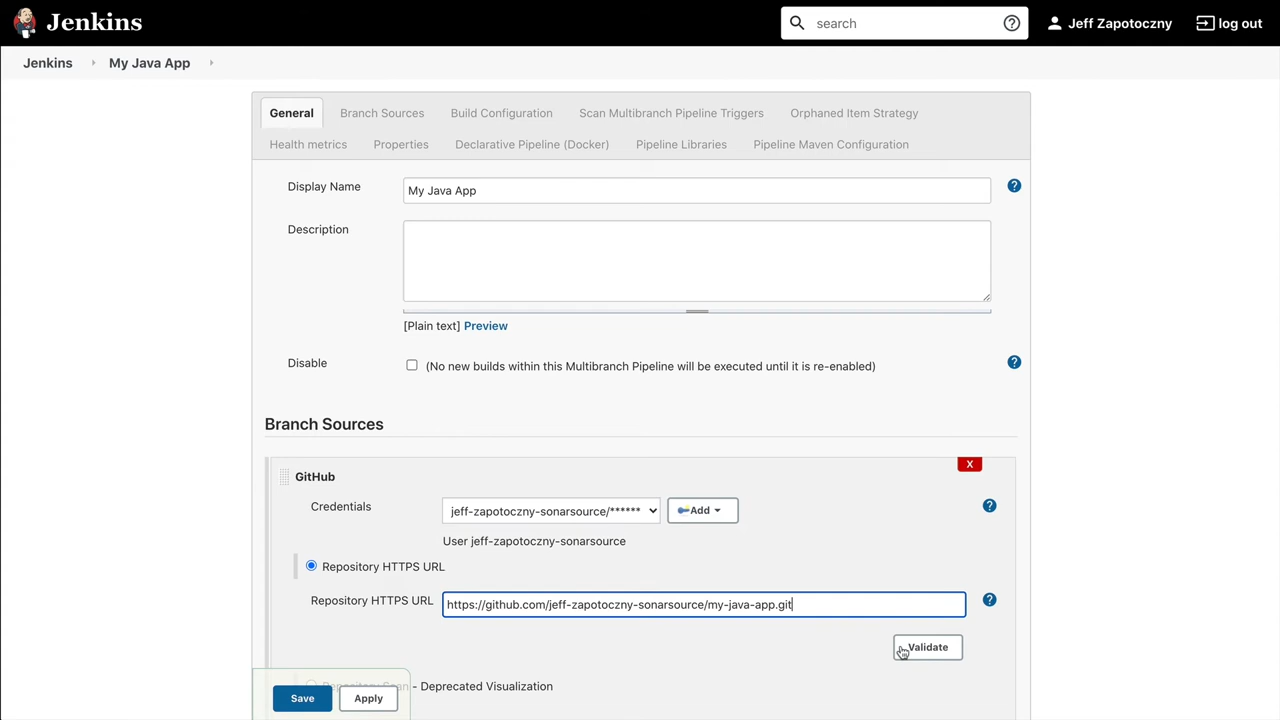 Jenkins
search
Jeff Zapotoczny
log out
Jenkins My Java App
General Branch Sources Build Configuration Scan Multibranch Pipeline Triggers Orphaned Item Strategy
Health metrics Properties Declarative Pipeline (Docker) Pipeline Libraries Pipeline Maven Configuration
Display Name My Java App
Description
[Plain text] Preview
Disable (No new builds within this Multibranch Pipeline will be executed until it is re-enabled)
Branch Sources
X
GitHub
Credentials jeff-zapotoczny-sonarsource/****** Add
User jeff-zapotoczny-sonarsource
Repository HTTPS URL
Repository HTTPS URL https://github.com/jeff-zapotoczny-sonarsource/my-java-app.git
Validate
Repository Scan - Deprecated Visualization
Save Apply